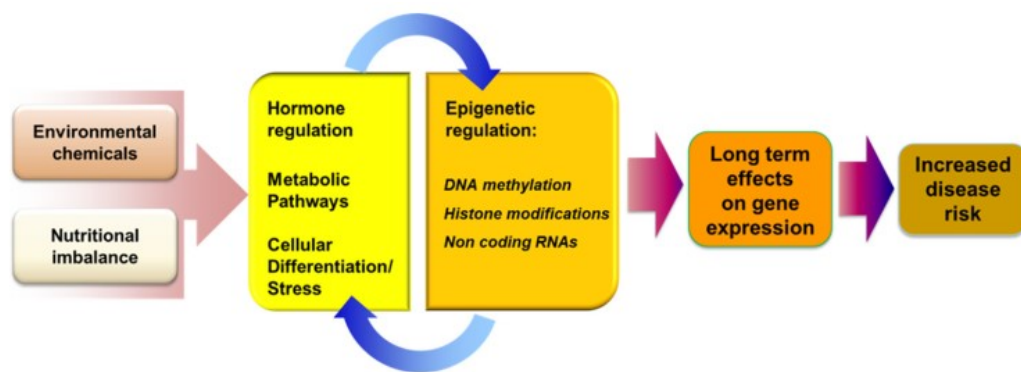 Environmental
chemicals
Nutritional
imbalance
Hormone
regulation
Metabolic
Pathways
Cellular
Differentiation/
Stress
Epigenetic
regulation:
DNA methylation
Histone modifications
Non coding RNAs
Long term
effects
on gene
expression
Increased
disease
risk